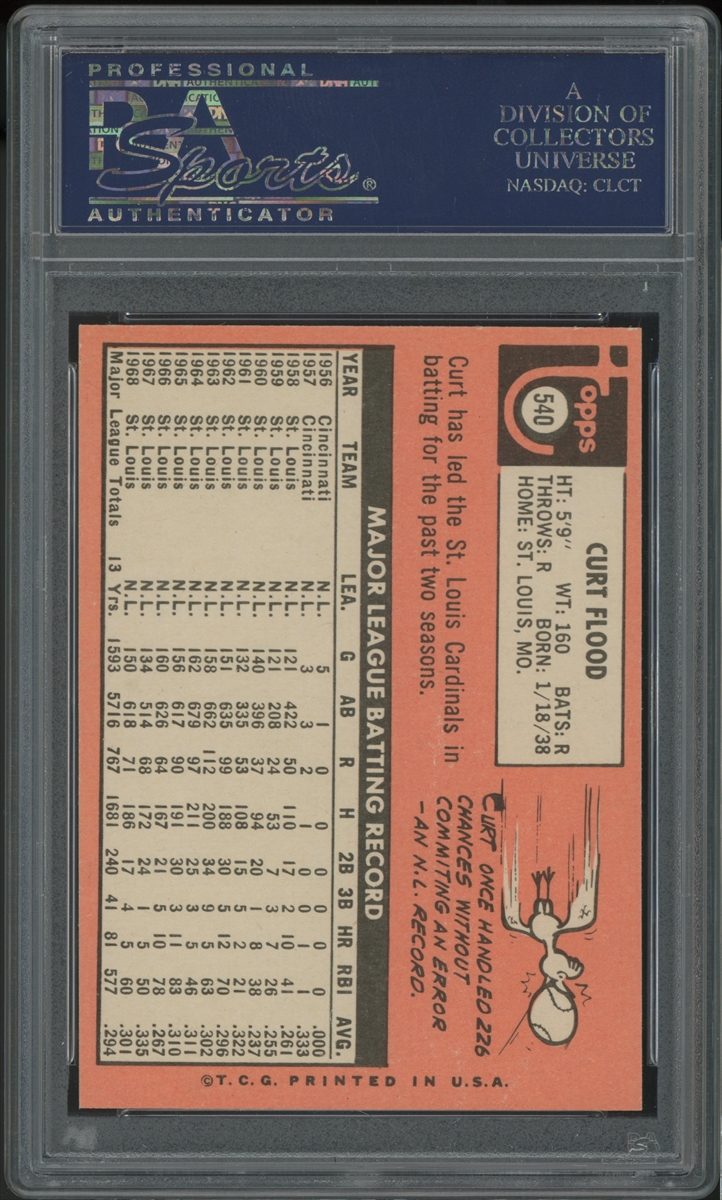 PROFESSIONAL
PSA
Sports®
AUTHENTICATOR
A
DIVISION OF
COLLECTORS
UNIVERSE
NASDAQ: CLCT
Topps
540
CURT FLOOD
HT: 5'9" WT: 160 BATS: R
THROWS: R BORN: 1/18/38
HOME: ST. LOUIS, MO.
CURT ONCE HANDLED 226
CHANCES WITHOUT
COMMITING AN ERROR
-AN N.L. RECORD.
Curt has led the St. Louis Cardinals in
batting for the past two seasons.
MAJOR LEAGUE BATTING RECORD
YEAR TEAM LEA. G AB R H 2B 3B HR RBI AVG.
1956 Cincinnati N.L. 5 1 0 0 0 0 0 0 .000
1957 Cincinnati N.L. 3 3 2 1 0 0 1 1 .333
1958 St. Louis N.L. 121 422 50 110 17 2 10 41 .261
1959 St. Louis N.L. 121 208 24 53 7 3 7 26 .255
1960 St. Louis N.L. 140 396 37 94 20 1 8 38 .237
1961 St. Louis N.L. 132 335 53 108 15 5 2 21 .322
1962 St. Louis N.L. 151 635 99 188 30 5 12 70 .296
1963 St. Louis N.L. 158 662 112 200 34 9 5 63 .302
1964 St. Louis N.L. 162 679 97 211 25 3 5 46 .311
1965 St. Louis N.L. 156 617 90 191 30 3 11 83 .310
1966 St. Louis N.L. 160 626 64 167 21 5 10 78 .267
1967 St. Louis N.L. 134 514 68 172 24 1 5 50 .335
1968 St. Louis N.L. 150 618 71 186 17 4 5 60 .301
Major League Totals 13 Yrs. 1593 5716 767 1681 240 41 81 577 .294
©T.C.G. PRINTED IN U.S.A.